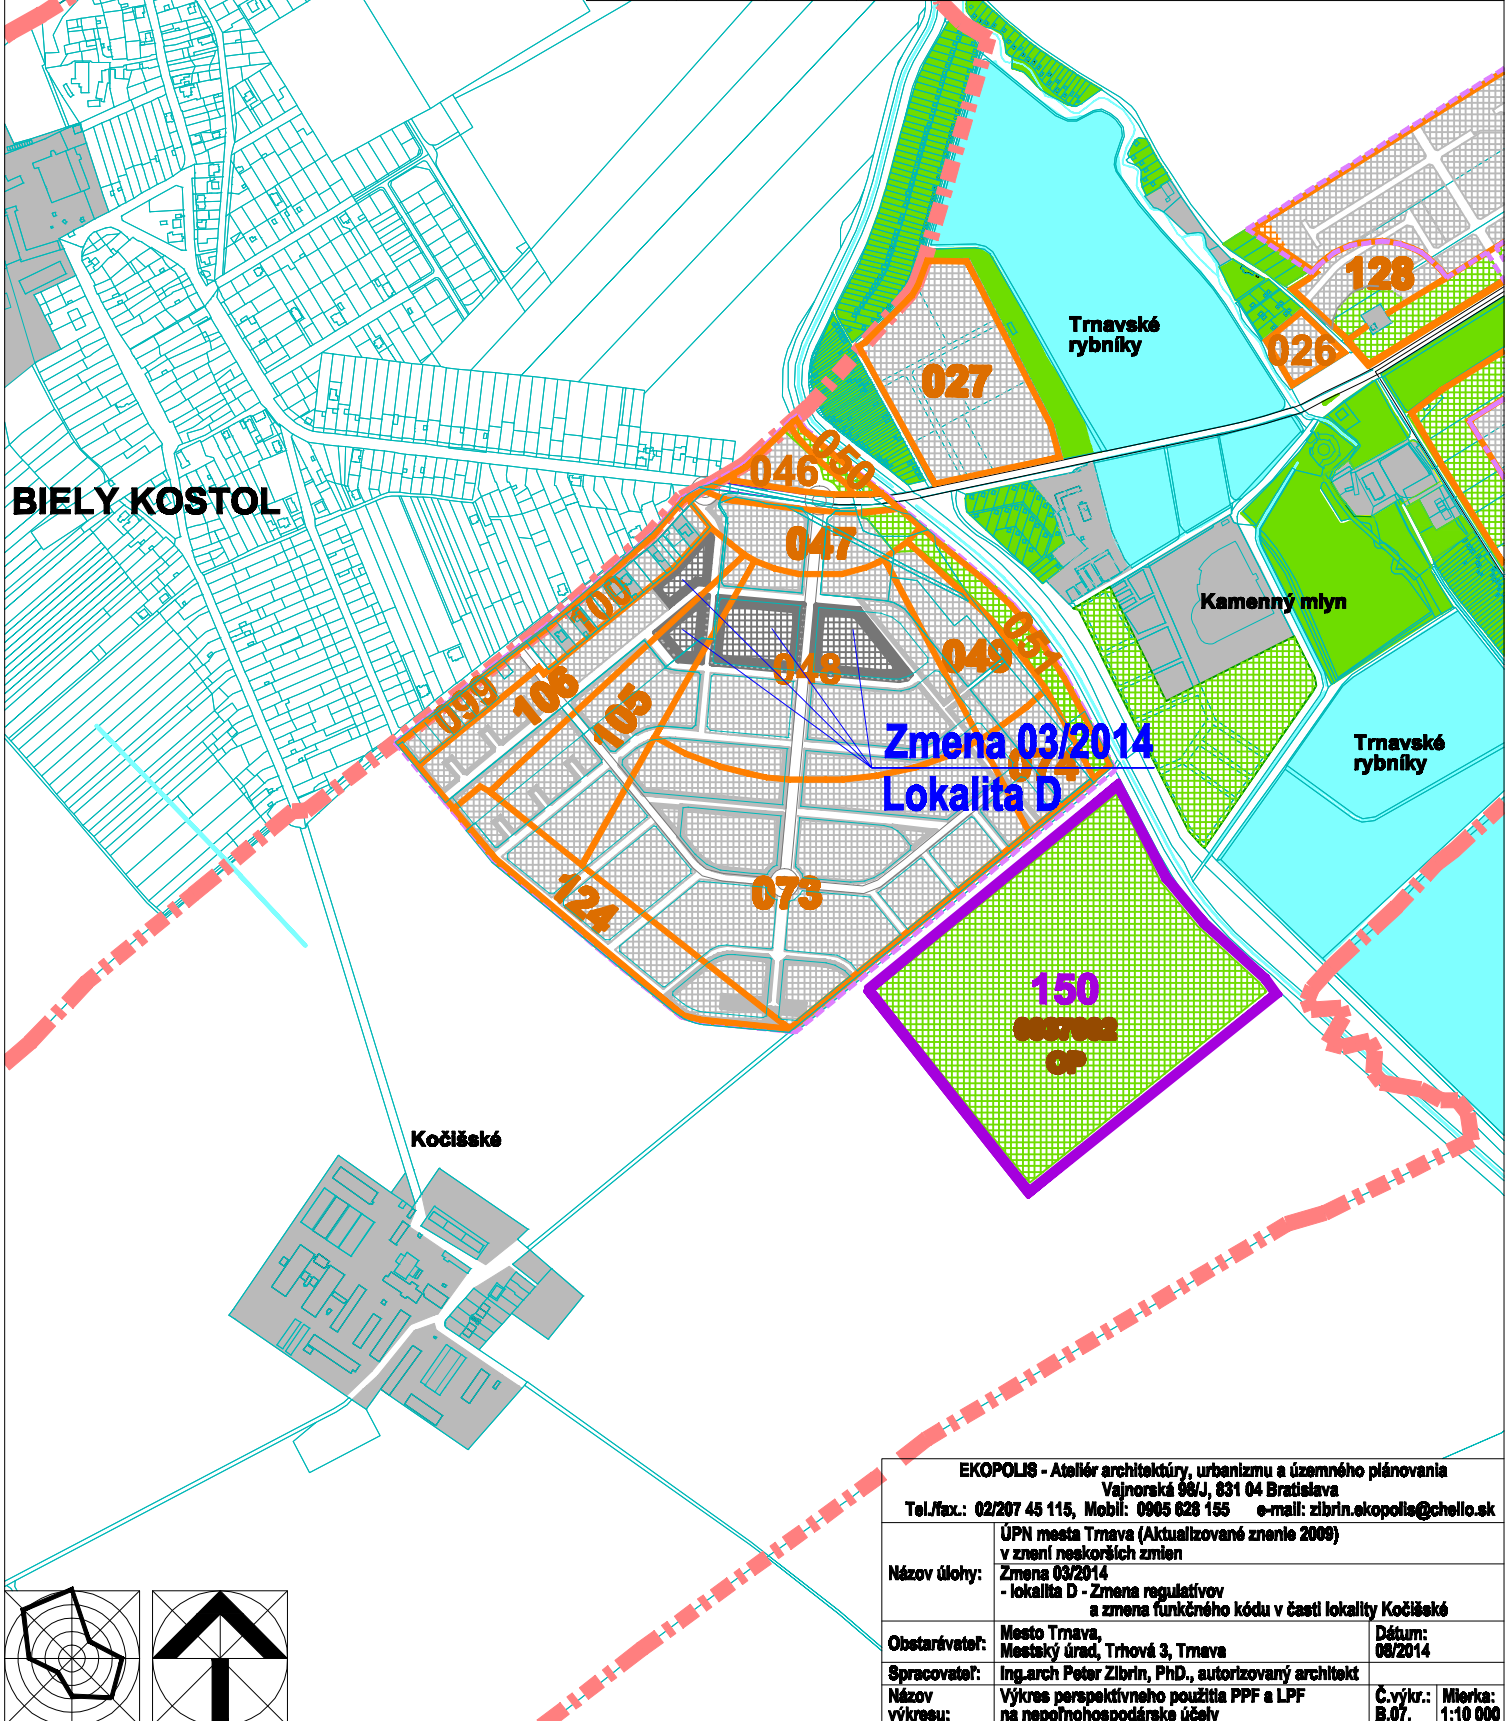 128
Trnavské
rybníky
026
027
050
046
BIELY KOSTOL
047
100
Kamenný mlyn
051
049
048
099
106
105
Zmena 03/2014
074
Lokalita D
Trnavské
rybníky
073
124
150
OP
Kočišské
EKOPOLIS - Ateliér architektúry, urbanizmu a územného plánovania
Vajnorská 98/J, 831 04 Bratislava
Tel./fax.: 02/207 45 115, Mobil: 0905 628 155 e-mail: zibrin.ekopolis@chello.sk
Názov úlohy:
ÚPN mesta Trnava (Aktualizované znenie 2009)
v znení neskorších zmien
Zmena 03/2014
- lokalita D - Zmena regulatívov
a zmena funkčného kódu v časti lokality Kočišské
Obstarávateľ:
Mesto Trnava,
Mestský úrad, Trhová 3, Trnava
Dátum:
08/2014
Spracovateľ: Ing.arch Peter Zibrin, PhD., autorizovaný architekt
Názov
výkresu:
Výkres perspektívneho použitia PPF a LPF
na nepoľnohospodárske účely
Č.výkr.:
B.07.
Mierka:
1:10 000